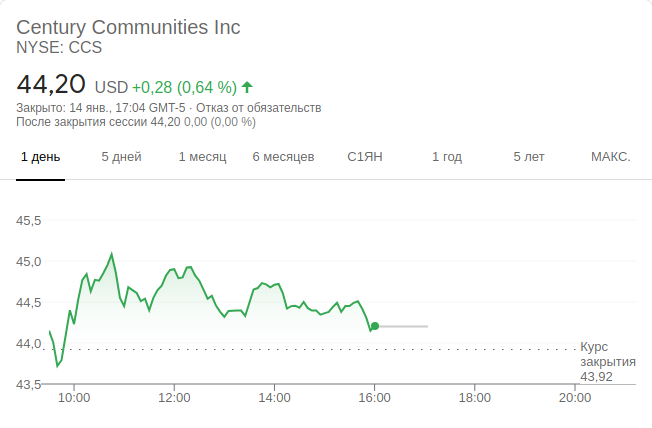 Century Communities Inc
NYSE: CCS
44,20 USD +0,28 (0,64 %)
Закрыто: 14 янв., 17:04 GMT-5 · Отказ от обязательств
После закрытия сессии 44,20 0,00 (0,00 %)
1 день 5 дней 1 месяц 6 месяцев С1ЯН 1 год 5 лет МАКС.
45,5
45,0
44,5
44,0
43,5
Курс
закрытия
43,92
10:00 12:00 14:00 16:00 18:00 20:00